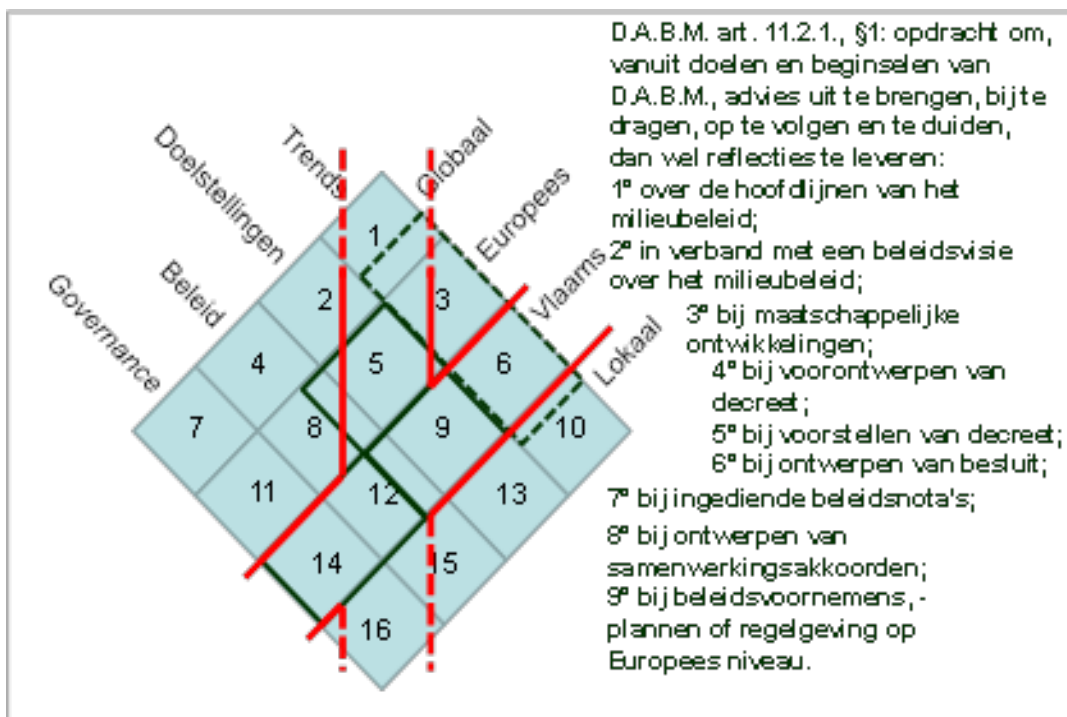 D.A.B.M. art. 11.2.1., §1: opdracht om,
vanuit doelen en beginselen van
D.A.B.M., advies uit te brengen, bij te
dragen, op te volgen en te duiden,
dan wel reflecties te leveren:
1° over de hoofdlijnen van het
milieubeleid;
2° in verband met een beleidsvisie
over het milieubeleid;
3° bij maatschappelijke
ontwikkelingen;
4° bij voorontwerpen van
decreet;
5° bij voorstellen van decreet;
6° bij ontwerpen van besluit;
7° bij ingediende beleidsnota's;
8° bij ontwerpen van
samenwerkingsakkoorden;
9° bij beleidsvoornemens, -
plannen of regelgeving op
Europees niveau.
Trends
Doelstellingen
Beleid
Governance
Globaal
Europees
Vlaams
Lokaal
1
2
3
4
5
6
7
8
9
10
11
12
13
14
15
16